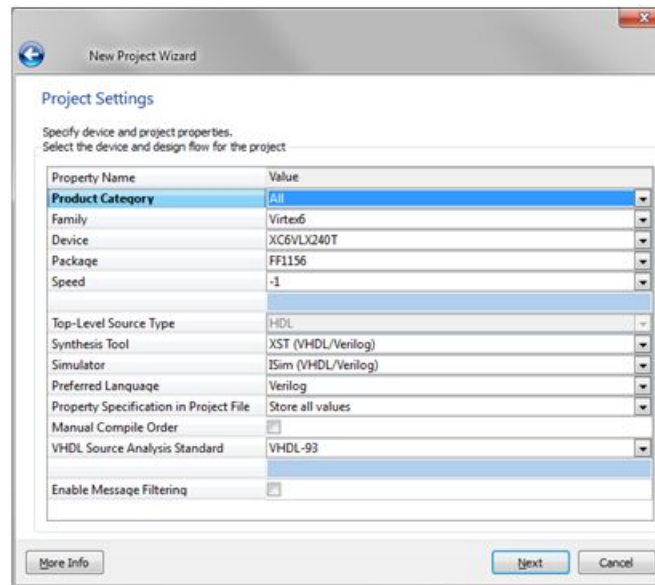 New Project Wizard
Project Settings
Specify device and project properties.
Select the device and design flow for the project
Property Name Value
Product Category All
Family Virtex6
Device XC6VLX240T
Package FF1156
Speed -1
Top-Level Source Type HDL
Synthesis Tool XST (VHDL/Verilog)
Simulator ISim (VHDL/Verilog)
Preferred Language Verilog
Property Specification in Project File Store all values
Manual Compile Order
VHDL Source Analysis Standard VHDL-93
Enable Message Filtering
More Info Next Cancel